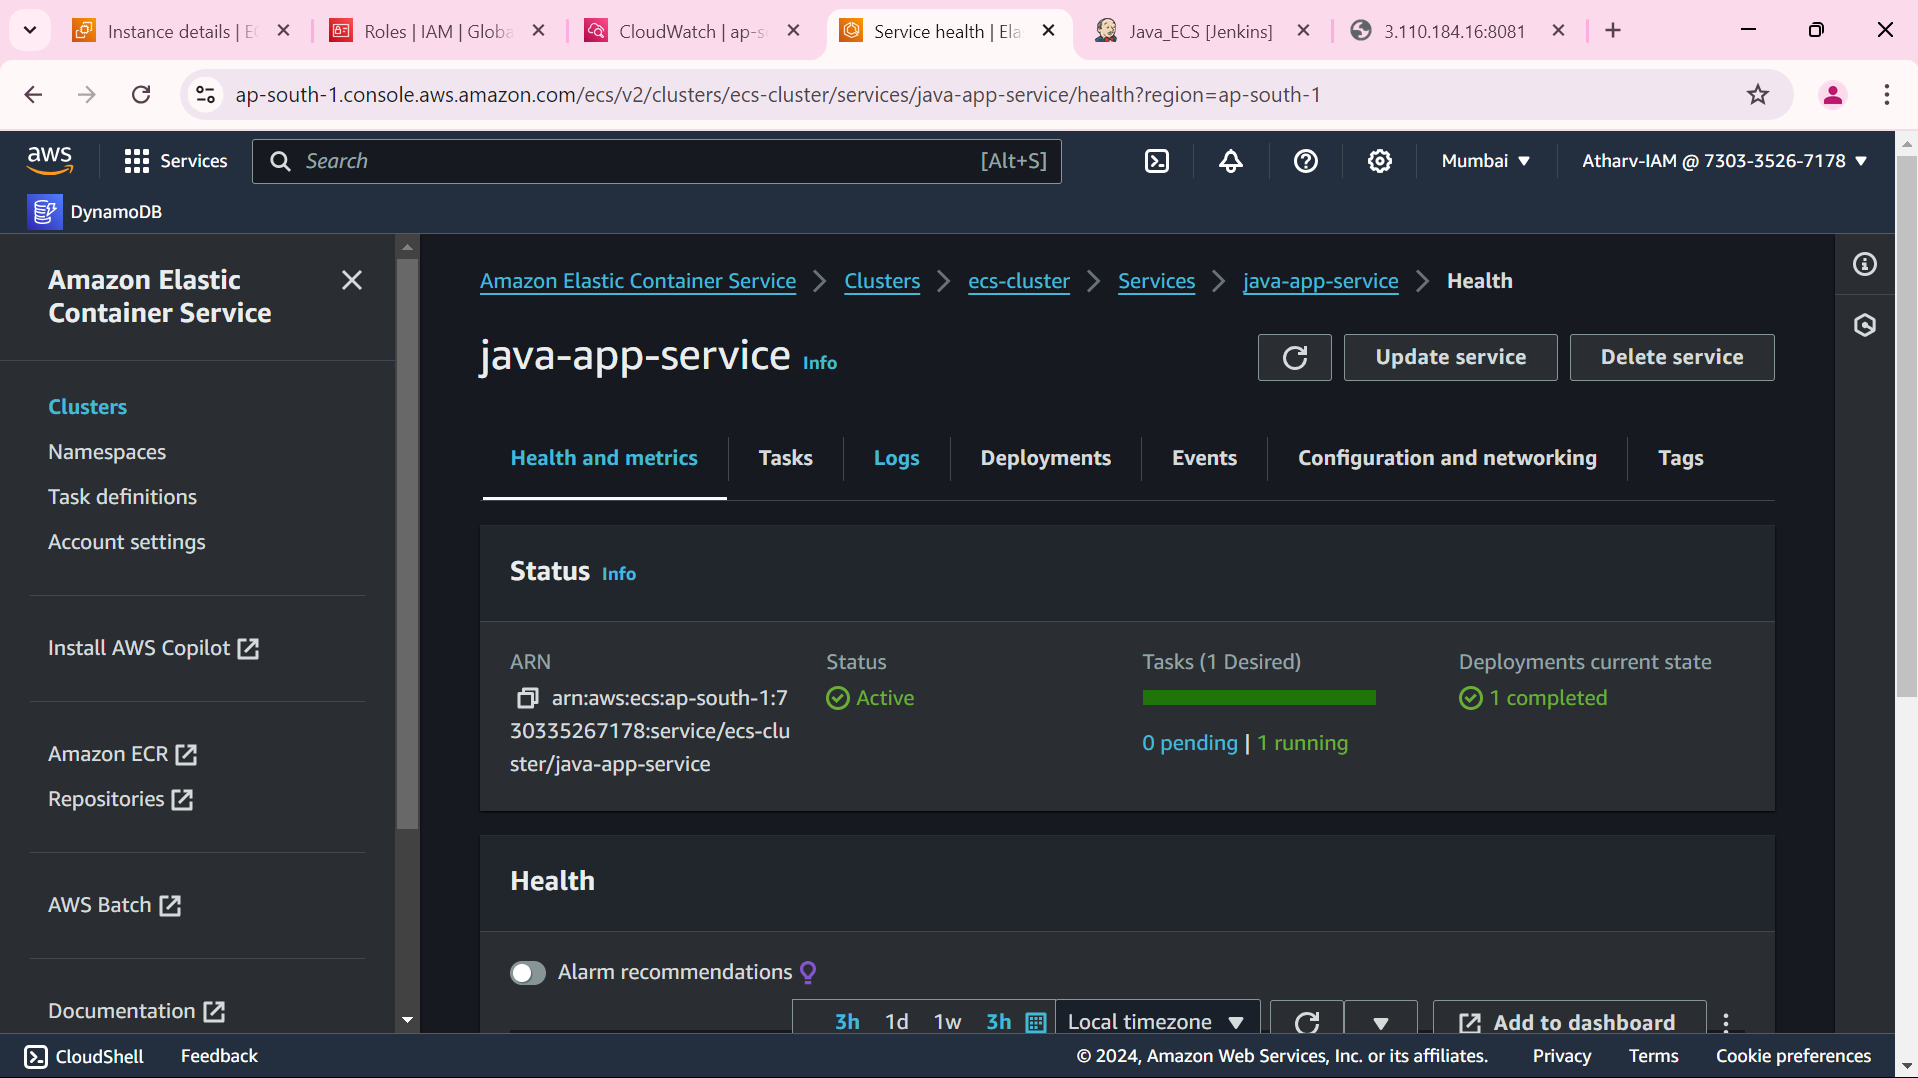 Instance details | EC
Roles | IAM | Globa
CloudWatch | ap-s
Service health | Ela
Java_ECS [Jenkins]
3.110.184.16:8081
ap-south-1.console.aws.amazon.com/ecs/v2/clusters/ecs-cluster/services/java-app-service/health?region=ap-south-1
aws
Services
Search
[Alt+S]
Mumbai
Atharv-IAM @ 7303-3526-7178
DynamoDB
Amazon Elastic
Container Service
Clusters
Namespaces
Task definitions
Account settings
Install AWS Copilot
Amazon ECR
Repositories
AWS Batch
Documentation
Amazon Elastic Container Service
Clusters
ecs-cluster
Services
java-app-service
Health
java-app-service Info
Update service
Delete service
Health and metrics
Tasks
Logs
Deployments
Events
Configuration and networking
Tags
Status Info
ARN
arn:aws:ecs:ap-south-1:7
30335267178:service/ecs-clu
ster/java-app-service
Status
Active
Tasks (1 Desired)
0 pending | 1 running
Deployments current state
1 completed
Health
Alarm recommendations
3h
1d
1w
3h
Local timezone
Add to dashboard
CloudShell
Feedback
© 2024, Amazon Web Services, Inc. or its affiliates.
Privacy
Terms
Cookie preferences